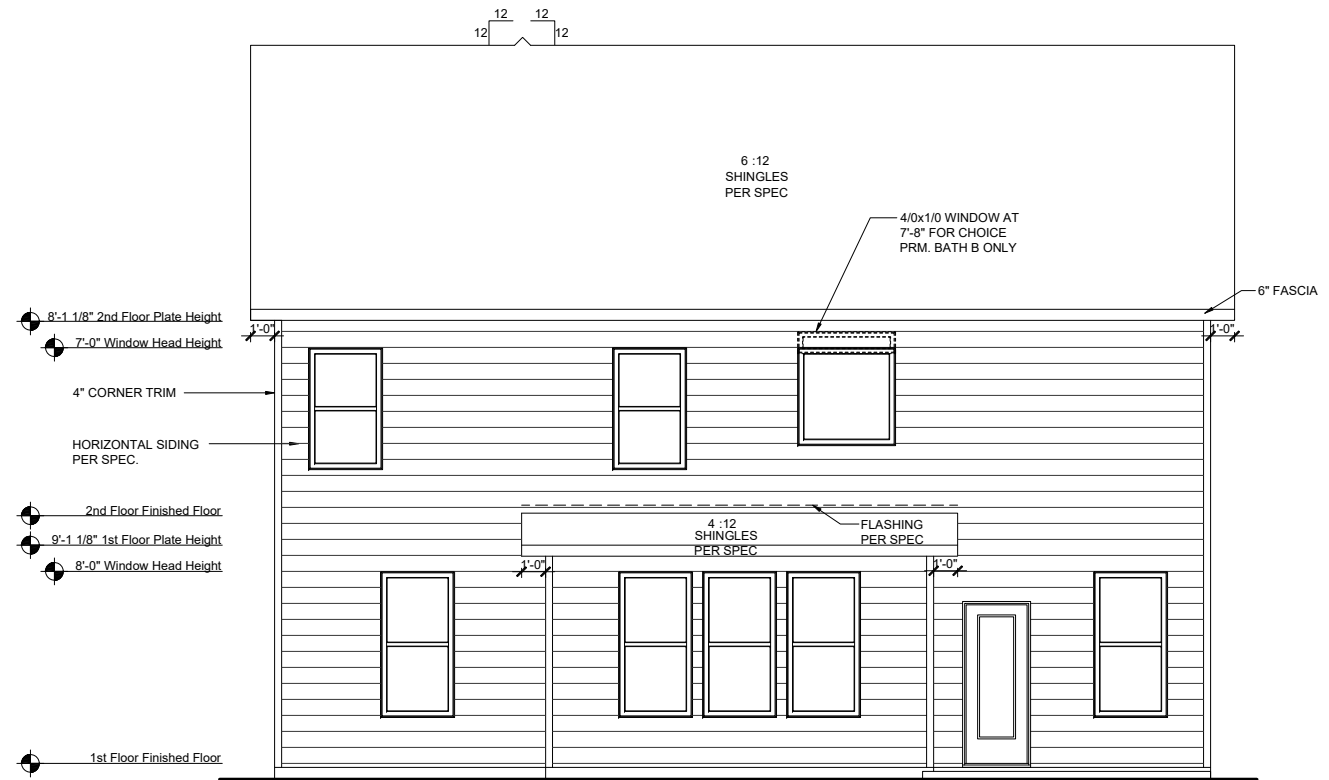 12 12
12 12
6 :12
SHINGLES
PER SPEC
4/0x1/0 WINDOW AT
7'-8" FOR CHOICE
PRM. BATH B ONLY
6" FASCIA
8'-1 1/8" 2nd Floor Plate Height
1'-0"
1'-0"
7'-0" Window Head Height
4" CORNER TRIM
HORIZONTAL SIDING
PER SPEC.
2nd Floor Finished Floor
4 :12
SHINGLES
PER SPEC
FLASHING
PER SPEC
9'-1 1/8" 1st Floor Plate Height
8'-0" Window Head Height
1'-0"
1'-0"
1st Floor Finished Floor